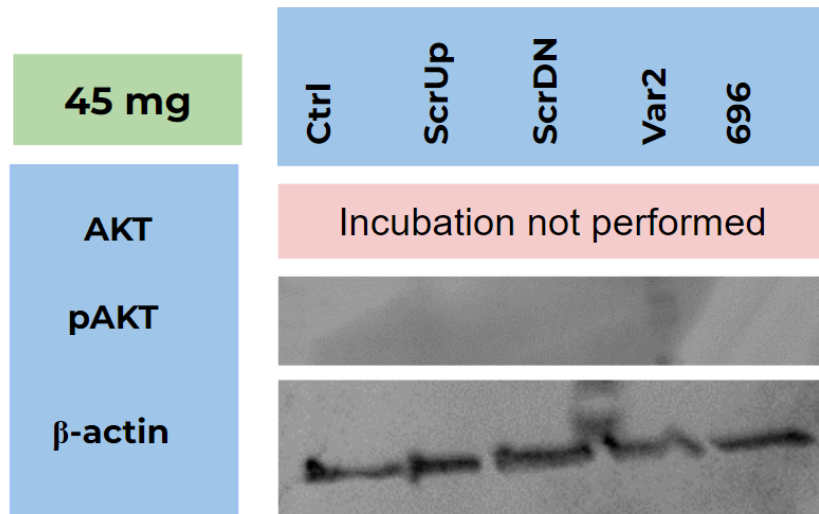 45 mg
Ctrl
ScrUp
ScrDN
Var2
696
AKT
Incubation not performed
pAKT
β-actin